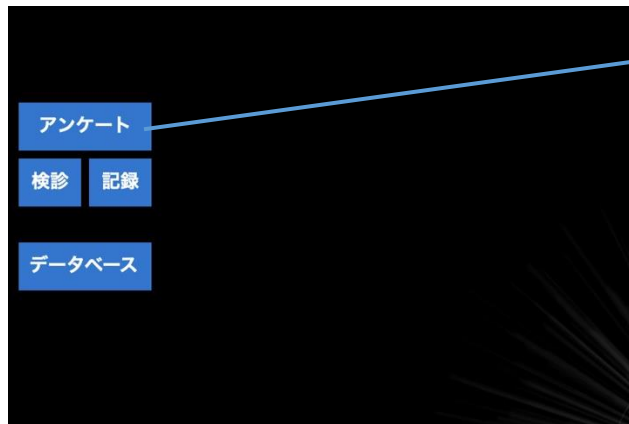 アンケート
検診 記録
データベース